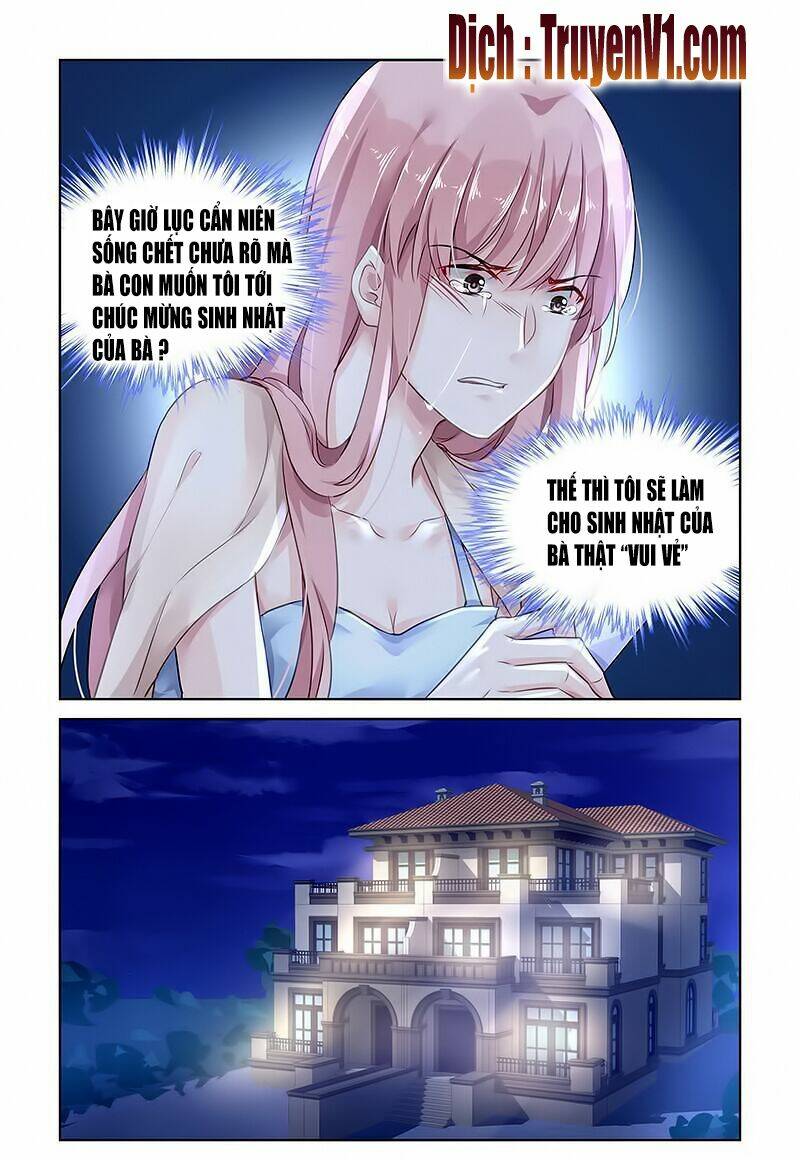 Dịch : TruyenV1.com
BÂY GIỜ LỤC CẨN NIÊN
SỐNG CHẾT CHƯA RÕ MÀ
BÀ CON MUỐN TÔI TỚI
CHÚC MỪNG SINH NHẬT
CỦA BÀ ?
THẾ THÌ TÔI SẼ LÀM
CHO SINH NHẬT CỦA
BÀ THẬT “VUI VẺ”